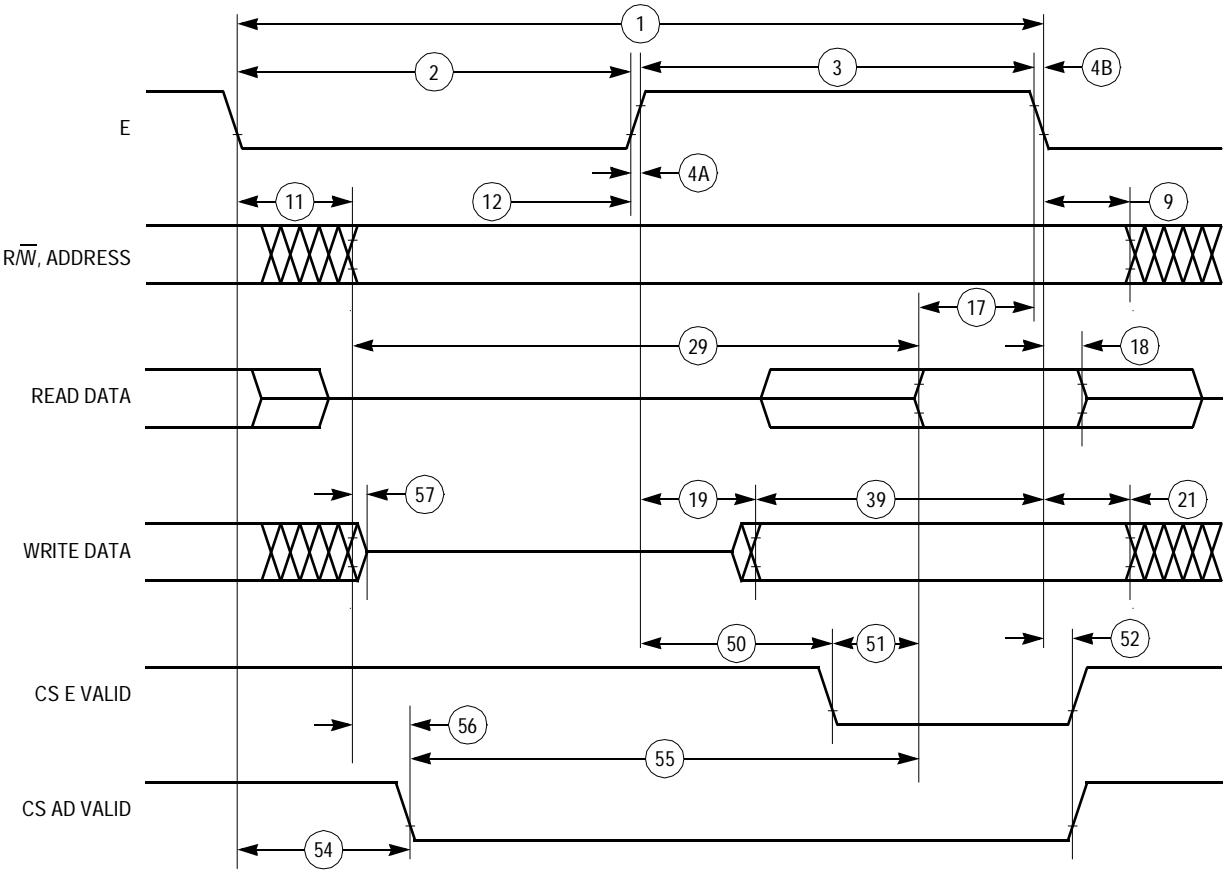 1
2
3
4B
E
4A
11
12
9
R/W̅, ADDRESS
17
29
18
READ DATA
57
19
39
21
WRITE DATA
50
51
52
CS E VALID
56
55
CS AD VALID
54